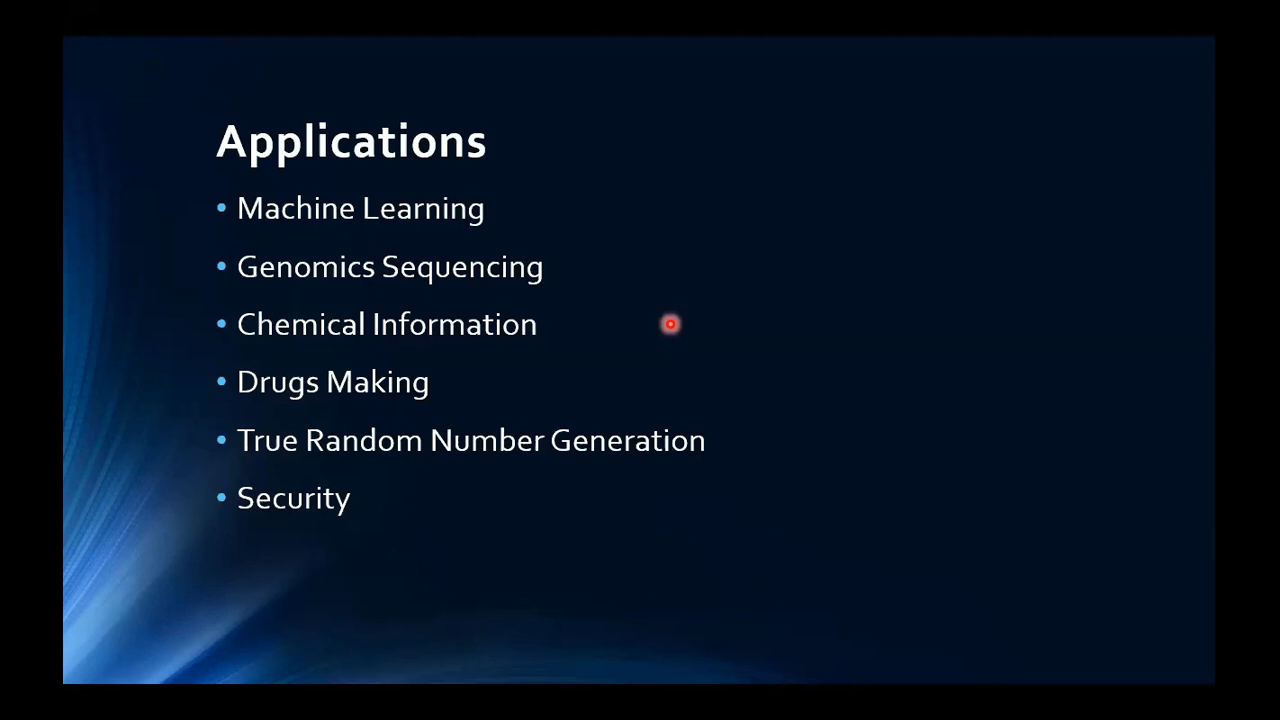 Applications
• Machine Learning
• Genomics Sequencing
• Chemical Information
• Drugs Making
• True Random Number Generation
• Security